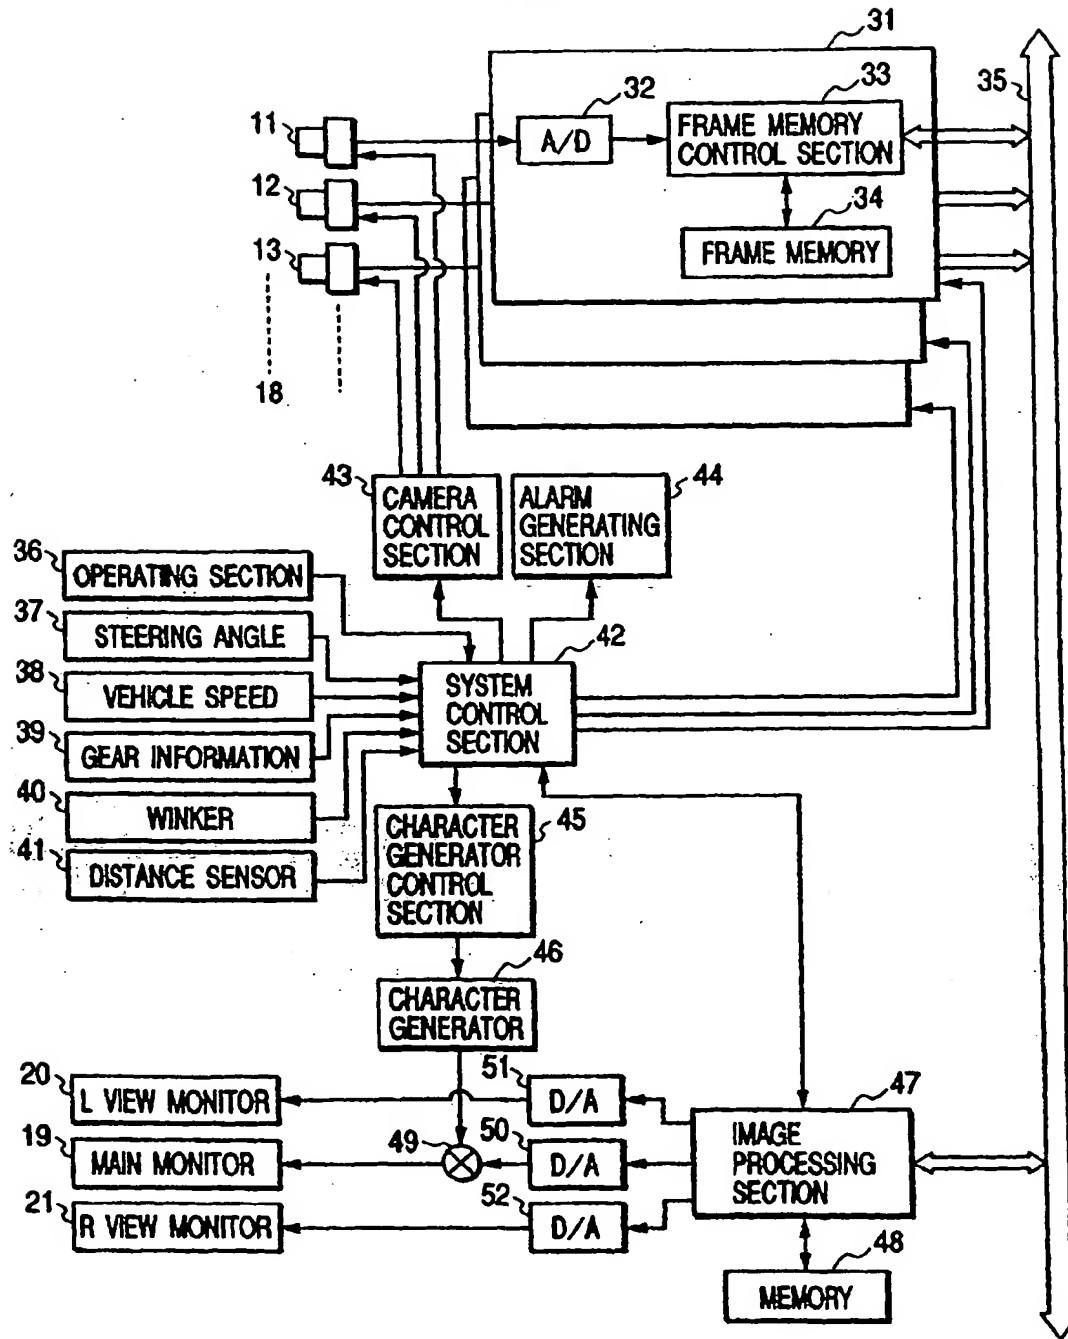 31
35
11
32
33
A/D
FRAME MEMORY
CONTROL SECTION
12
34
13
FRAME MEMORY
18
43
CAMERA
CONTROL
SECTION
44
ALARM
GENERATING
SECTION
36
OPERATING SECTION
37
STEERING ANGLE
42
38
VEHICLE SPEED
SYSTEM
CONTROL
SECTION
39
GEAR INFORMATION
40
WINKER
45
CHARACTER
GENERATOR
CONTROL
SECTION
41
DISTANCE SENSOR
46
CHARACTER
GENERATOR
20
L VIEW MONITOR
51
D/A
47
IMAGE
PROCESSING
SECTION
19
MAIN MONITOR
49
50
D/A
21
R VIEW MONITOR
52
D/A
48
MEMORY